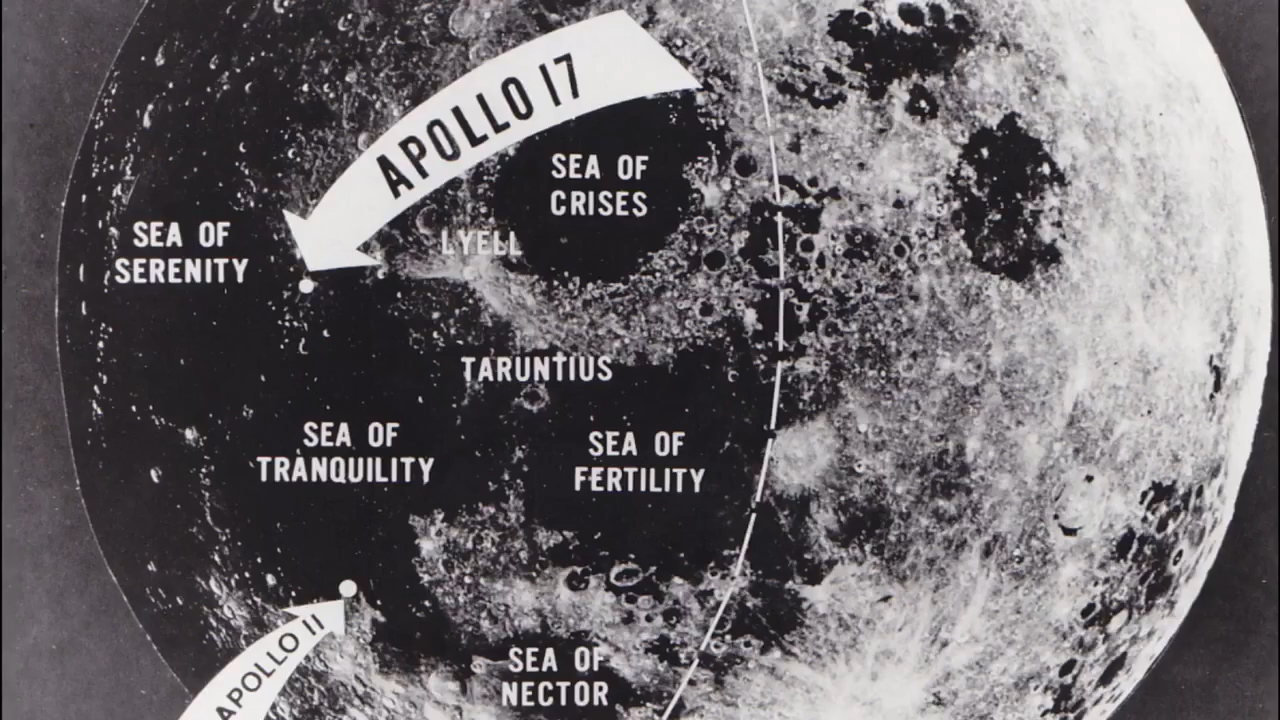 APOLLO 17
SEA OF
CRISES
SEA OF
SERENITY
LYELL
TARUNTIUS
SEA OF
TRANQUILITY
SEA OF
FERTILITY
APOLLO 11
SEA OF
NECTOR